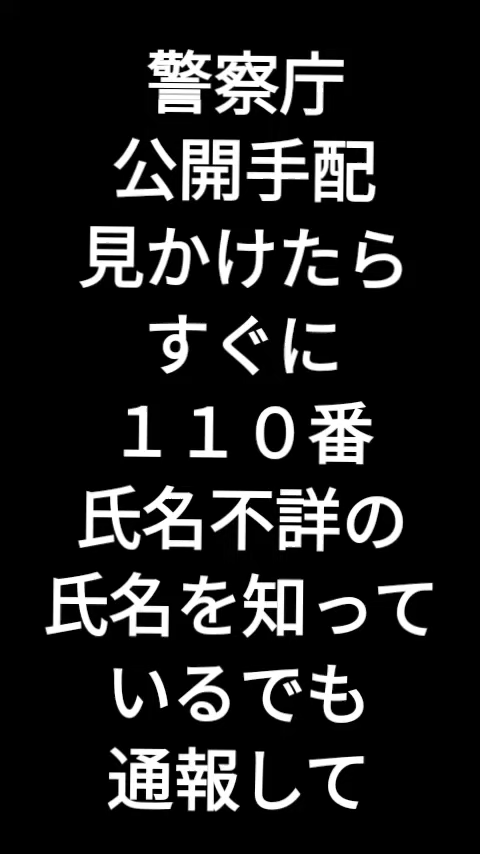 警察庁
公開手配
見かけたら
すぐに
１１０番
氏名不詳の
氏名を知って
いるでも
通報して